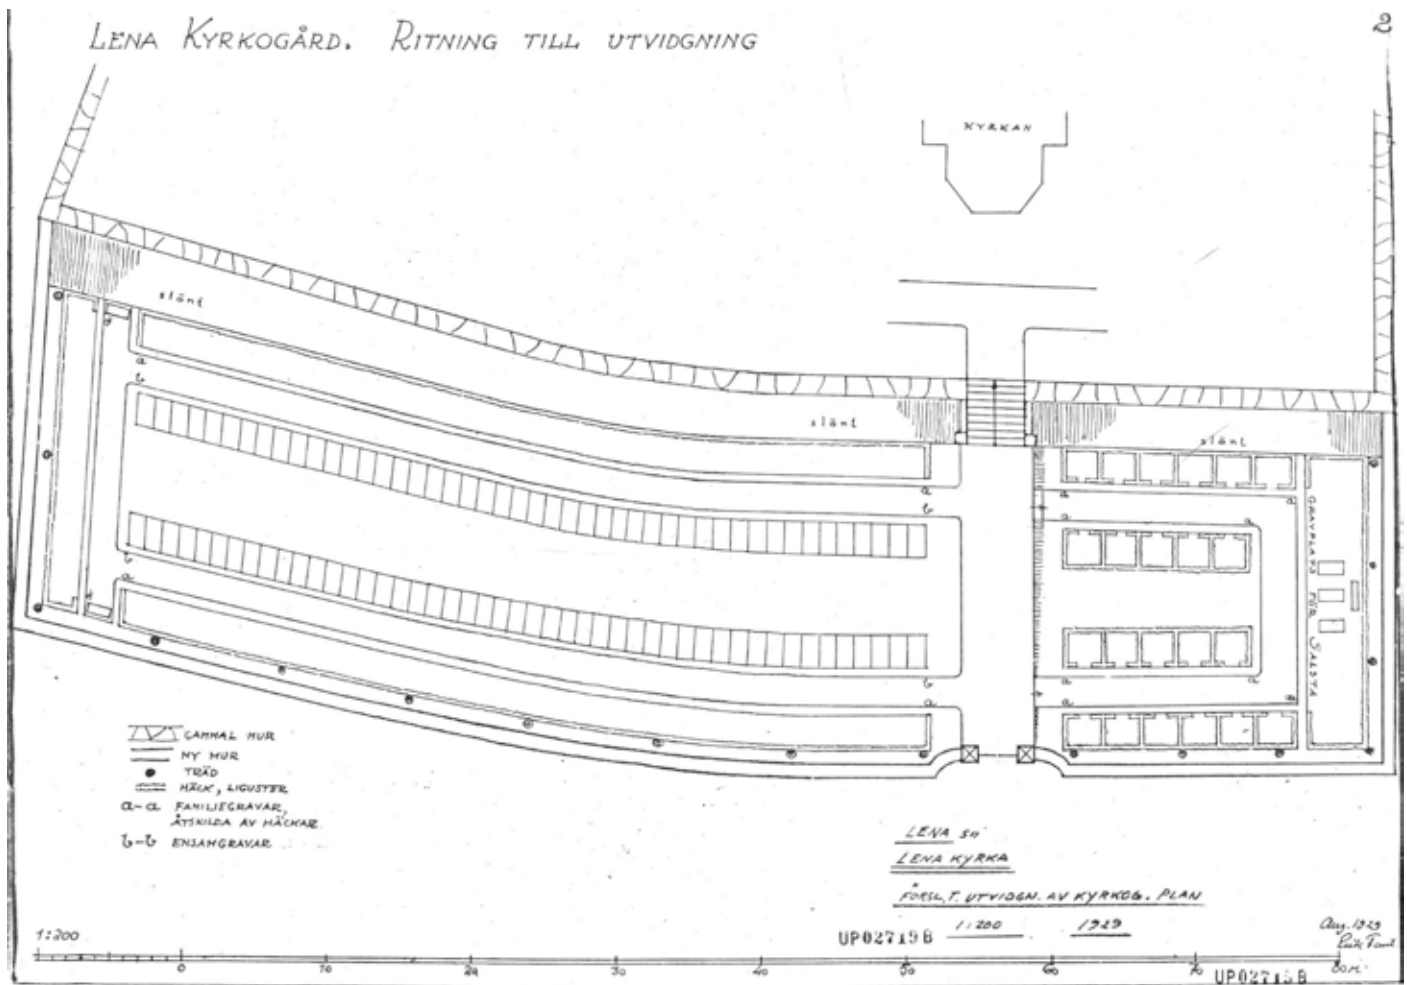 LENA KYRKOGÅRD. RITNING TILL UTVIDGNING
2
KYRKAN
slänt
slänt
slänt
a
b
a
b
a
a
a
a
b
a
b
a
a
a
a
a
GRAVPLATS FÖR SALSTA
GAMMAL MUR
NY MUR
TRÄD
HÄCK, LIGUSTER
a-a FAMILJEGRAVAR,
ÅTSKILDA AV HÄCKAR.
b-b ENSAMGRAVAR
LENA sn
LENA KYRKA
FÖRSL. T. UTVIDGN. AV KYRKOG. PLAN
1:200 1929
UP02719B
Aug. 1929
1:200
0 10 20 30 40 50 60 70 80 M.
UP02715B